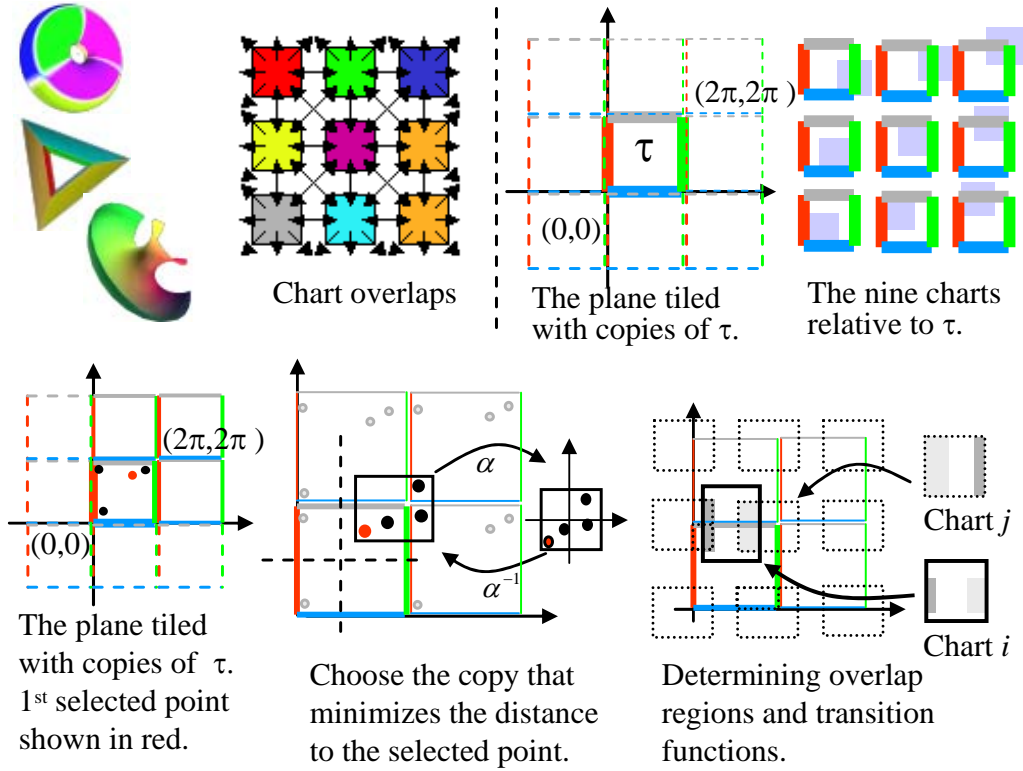 (2π,2π )
τ
(0,0)
Chart overlaps
The plane tiled
with copies of τ.
The nine charts
relative to τ.
(2π,2π )
(0,0)
The plane tiled
with copies of τ.
1st selected point
shown in red.
α
α⁻¹
Choose the copy that
minimizes the distance
to the selected point.
Chart j
Chart i
Determining overlap
regions and transition
functions.